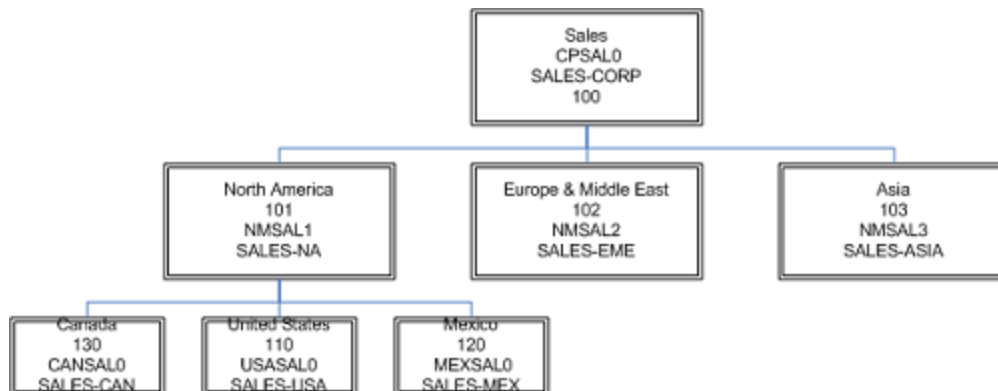 Sales
CPSAL0
SALES-CORP
100
North America
101
NMSAL1
SALES-NA
Europe & Middle East
102
NMSAL2
SALES-EME
Asia
103
NMSAL3
SALES-ASIA
Canada
130
CANSAL0
SALES-CAN
United States
110
USASAL0
SALES-USA
Mexico
120
MEXSAL0
SALES-MEX